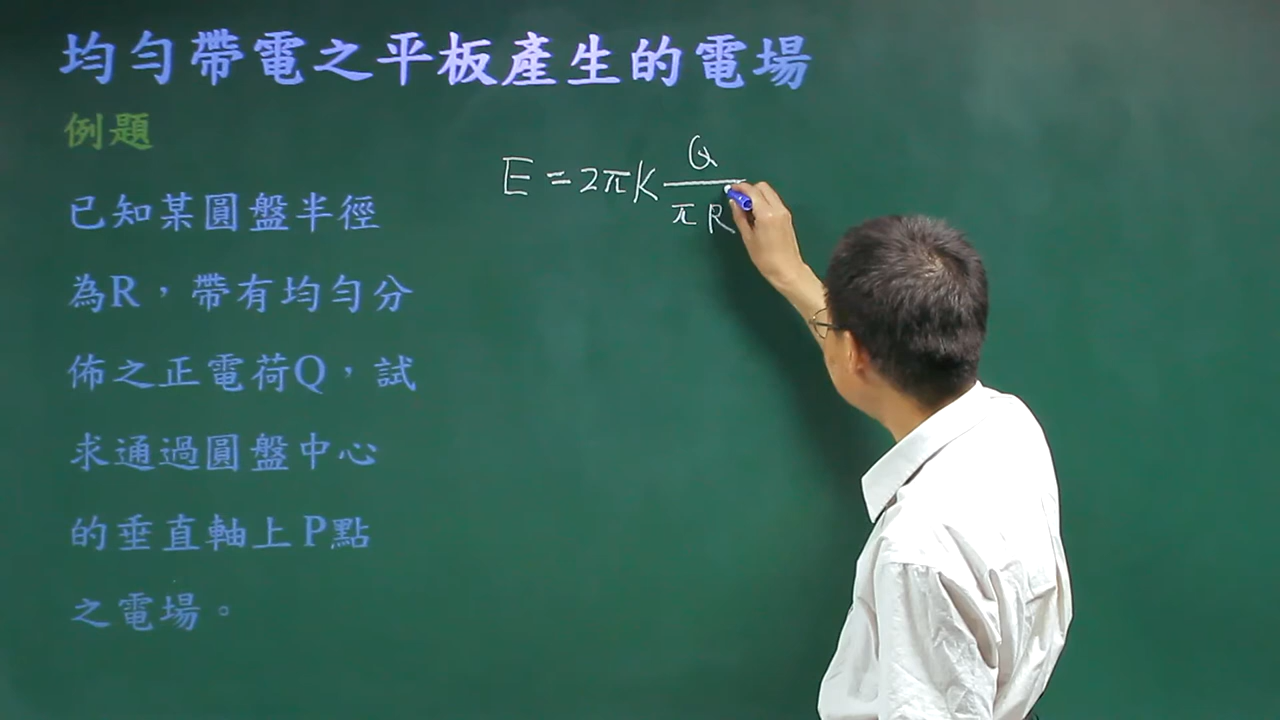 均勻帶電之平板產生的電場
例題
已知某圓盤半徑
為R，帶有均勻分
佈之正電荷Q，試
求通過圓盤中心
的垂直軸上P點
之電場。
E = 2πK Q/πR